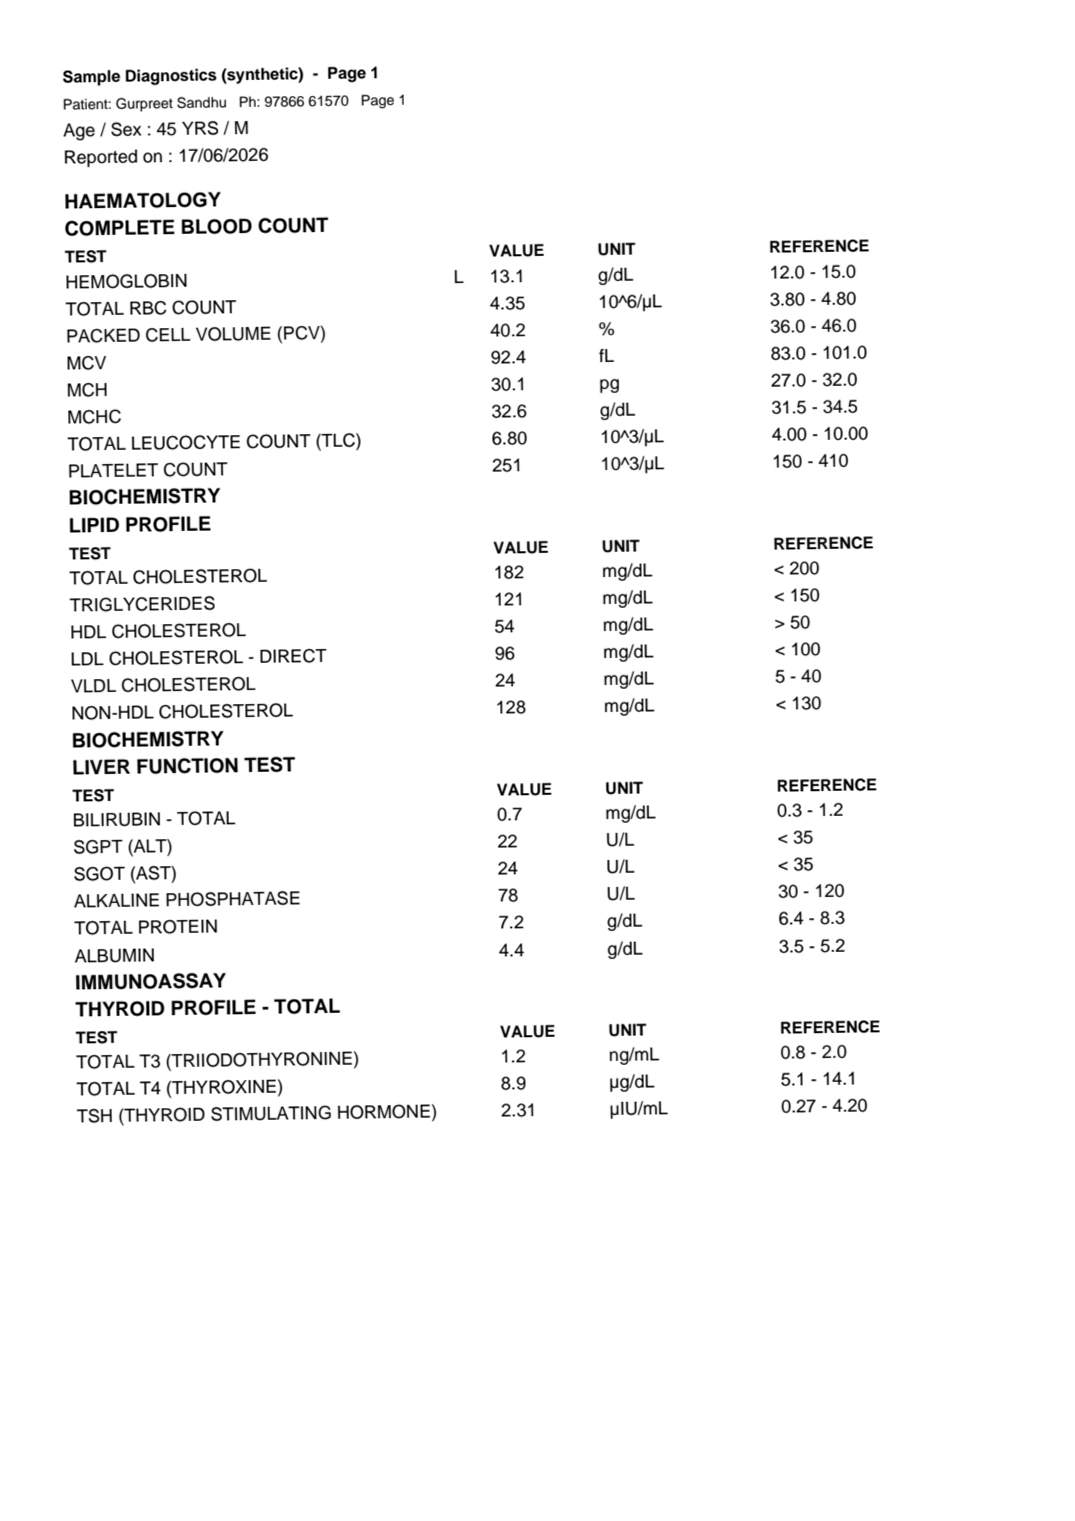 Sample Diagnostics (synthetic) - Page 1
Patient: Gurpreet Sandhu Ph: 97866 61570 Page 1
Age / Sex : 45 YRS / M
Reported on : 17/06/2026
HAEMATOLOGY
COMPLETE BLOOD COUNT
TEST VALUE UNIT REFERENCE
HEMOGLOBIN L 13.1 g/dL 12.0 - 15.0
TOTAL RBC COUNT 4.35 10^6/µL 3.80 - 4.80
PACKED CELL VOLUME (PCV) 40.2 % 36.0 - 46.0
MCV 92.4 fL 83.0 - 101.0
MCH 30.1 pg 27.0 - 32.0
MCHC 32.6 g/dL 31.5 - 34.5
TOTAL LEUCOCYTE COUNT (TLC) 6.80 10^3/µL 4.00 - 10.00
PLATELET COUNT 251 10^3/µL 150 - 410
BIOCHEMISTRY
LIPID PROFILE
TEST VALUE UNIT REFERENCE
TOTAL CHOLESTEROL 182 mg/dL < 200
TRIGLYCERIDES 121 mg/dL < 150
HDL CHOLESTEROL 54 mg/dL > 50
LDL CHOLESTEROL - DIRECT 96 mg/dL < 100
VLDL CHOLESTEROL 24 mg/dL 5 - 40
NON-HDL CHOLESTEROL 128 mg/dL < 130
BIOCHEMISTRY
LIVER FUNCTION TEST
TEST VALUE UNIT REFERENCE
BILIRUBIN - TOTAL 0.7 mg/dL 0.3 - 1.2
SGPT (ALT) 22 U/L < 35
SGOT (AST) 24 U/L < 35
ALKALINE PHOSPHATASE 78 U/L 30 - 120
TOTAL PROTEIN 7.2 g/dL 6.4 - 8.3
ALBUMIN 4.4 g/dL 3.5 - 5.2
IMMUNOASSAY
THYROID PROFILE - TOTAL
TEST VALUE UNIT REFERENCE
TOTAL T3 (TRIIODOTHYRONINE) 1.2 ng/mL 0.8 - 2.0
TOTAL T4 (THYROXINE) 8.9 µg/dL 5.1 - 14.1
TSH (THYROID STIMULATING HORMONE) 2.31 µIU/mL 0.27 - 4.20